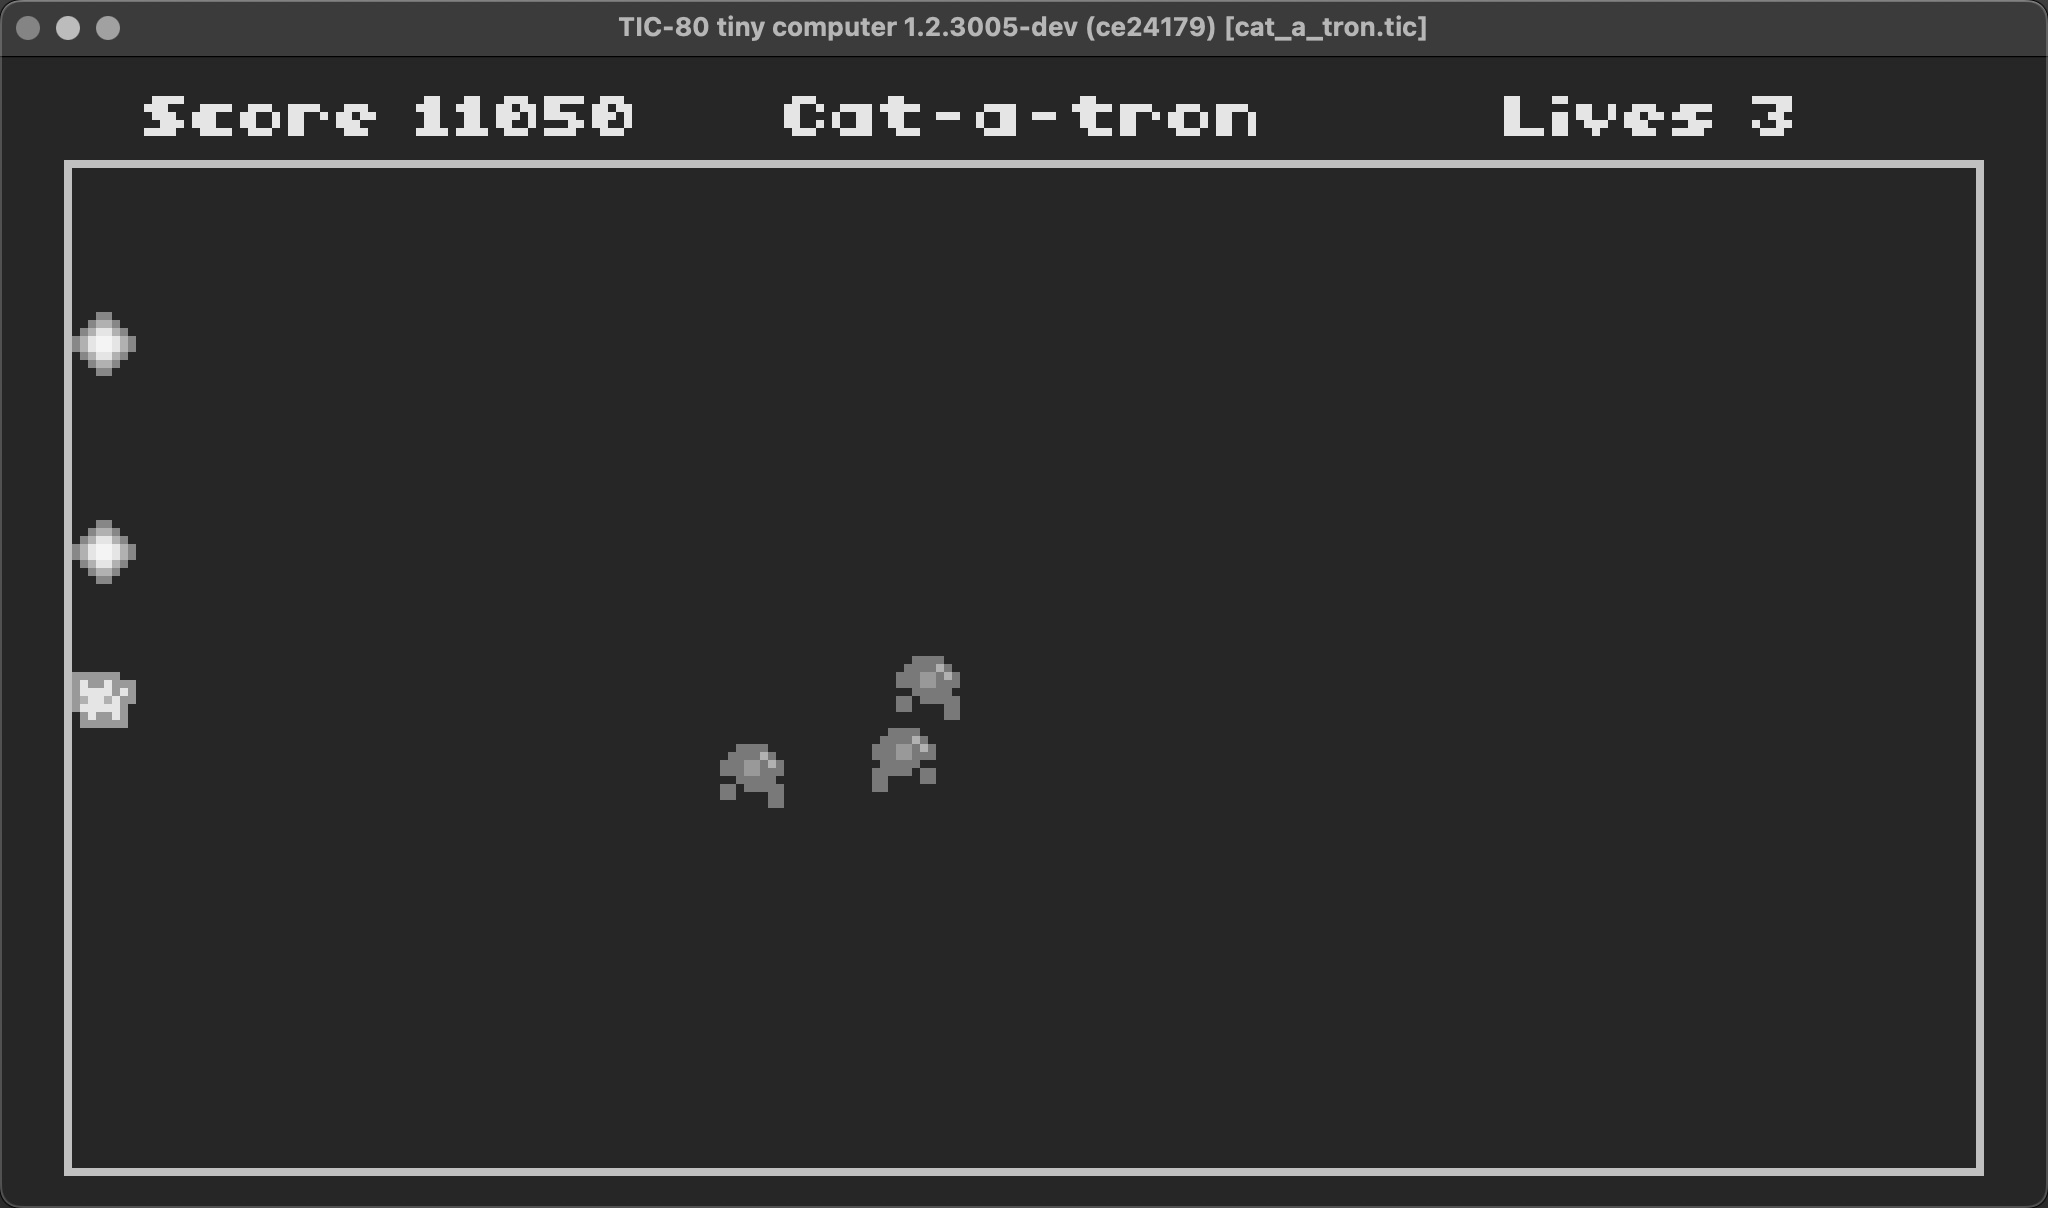 TIC-80 tiny computer 1.2.3005-dev (ce24179) [cat_a_tron.tic]
Score 11050 Cat-a-tron Lives 3